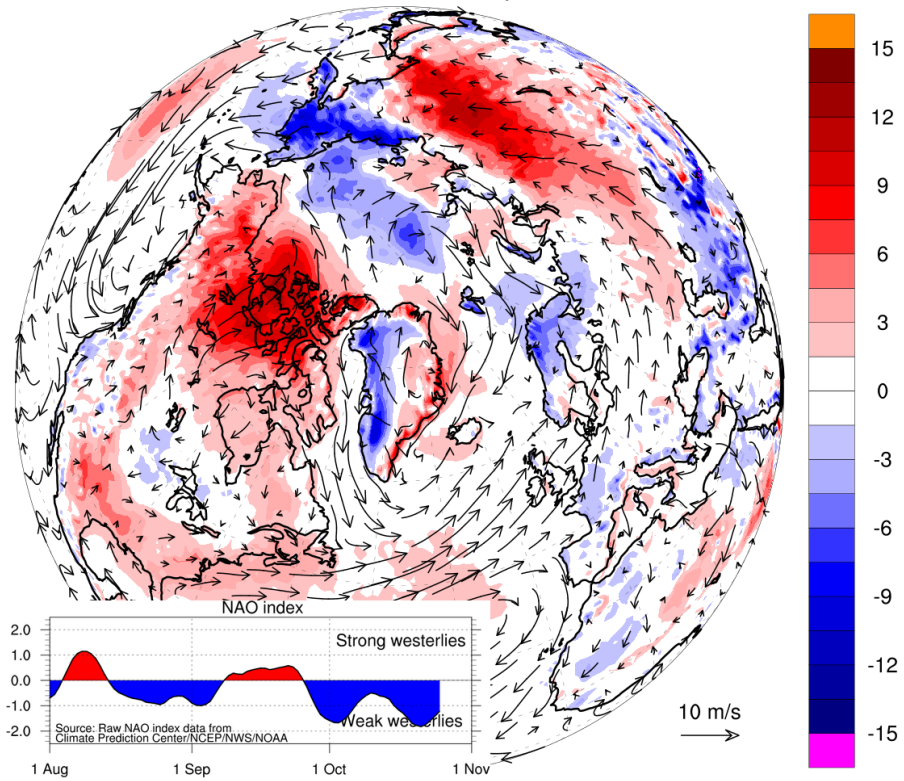 15
12
9
6
3
0
-3
-6
-9
-12
-15
10 m/s
NAO index
2.0
1.0
0.0
-1.0
-2.0
Strong westerlies
Weak westerlies
Source: Raw NAO index data from
Climate Prediction Center/NCEP/NWS/NOAA
1 Aug
1 Sep
1 Oct
1 Nov